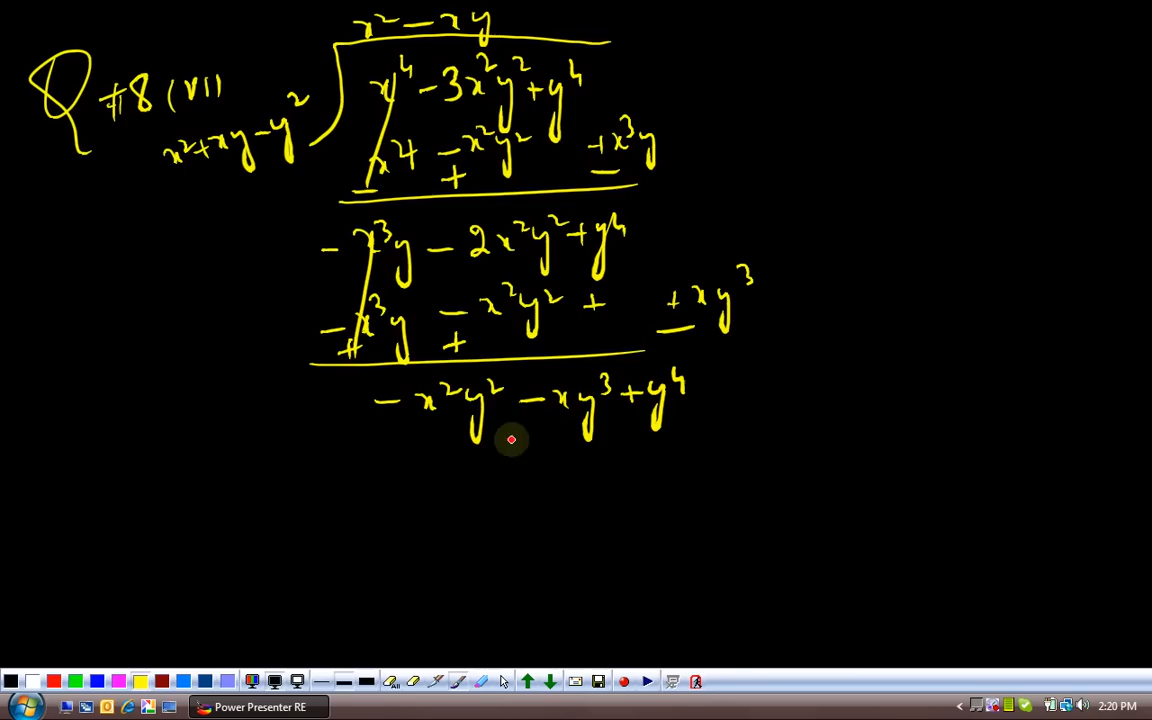 x² - xy
Q #8 (VII)
x² + xy - y² x⁴ - 3x²y² + y⁴
x⁴ - x²y² + x³y
- + -
- x³y - 2x²y² + y⁴
- x³y - x²y² + + xy³
+ + -
- x²y² - xy³ + y⁴
Power Presenter RE
2:20 PM